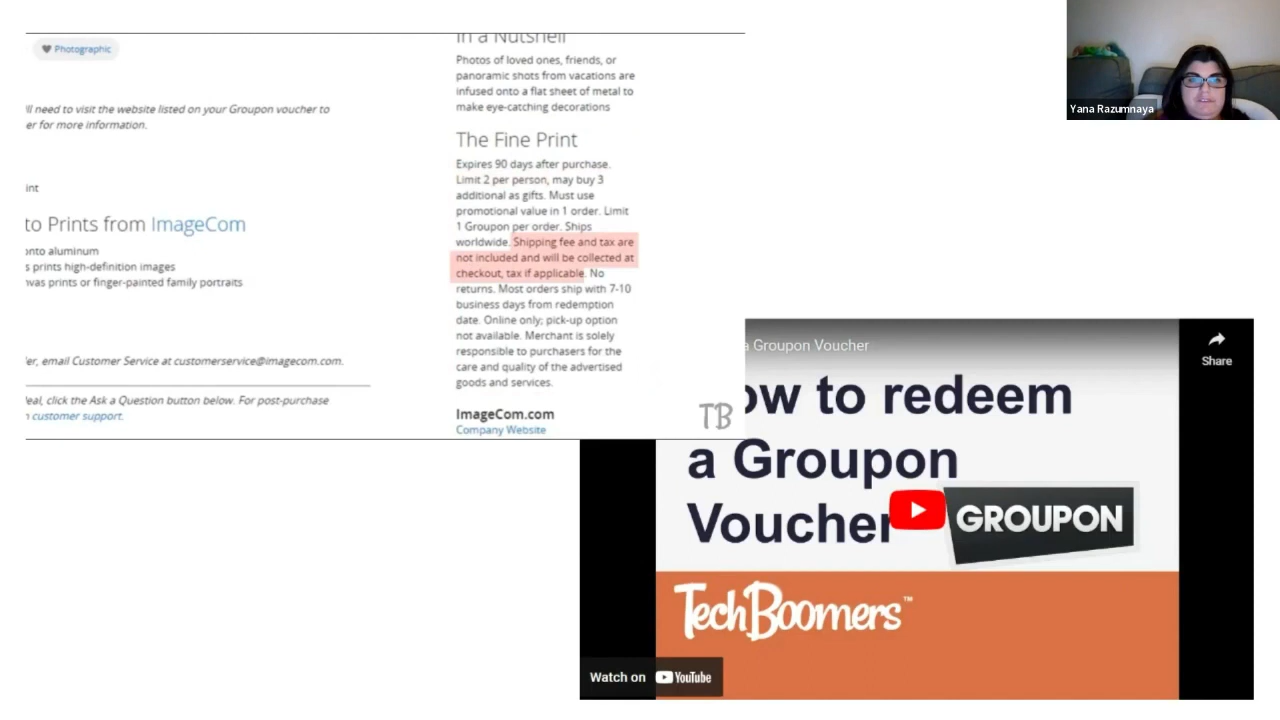 Photographic
ll need to visit the website listed on your Groupon voucher to
er for more information.
int
to Prints from ImageCom
onto aluminum
s prints high-definition images
vas prints or finger-painted family portraits
er, email Customer Service at customerservice@imagecom.com.
eal, click the Ask a Question button below. For post-purchase
customer support.
In a Nutshell
Photos of loved ones, friends, or
panoramic shots from vacations are
infused onto a flat sheet of metal to
make eye-catching decorations
The Fine Print
Expires 90 days after purchase.
Limit 2 per person, may buy 3
additional as gifts. Must use
promotional value in 1 order. Limit
1 Groupon per order. Ships
worldwide. Shipping fee and tax are
not included and will be collected at
checkout, tax if applicable. No
returns. Most orders ship with 7-10
business days from redemption
date. Online only; pick-up option
not available. Merchant is solely
responsible to purchasers for the
care and quality of the advertised
goods and services.
ImageCom.com
Company Website
TB
Yana Razumnaya
a Groupon Voucher
Share
ow to redeem
a Groupon
Voucher
GROUPON
TechBoomers™
Watch on YouTube